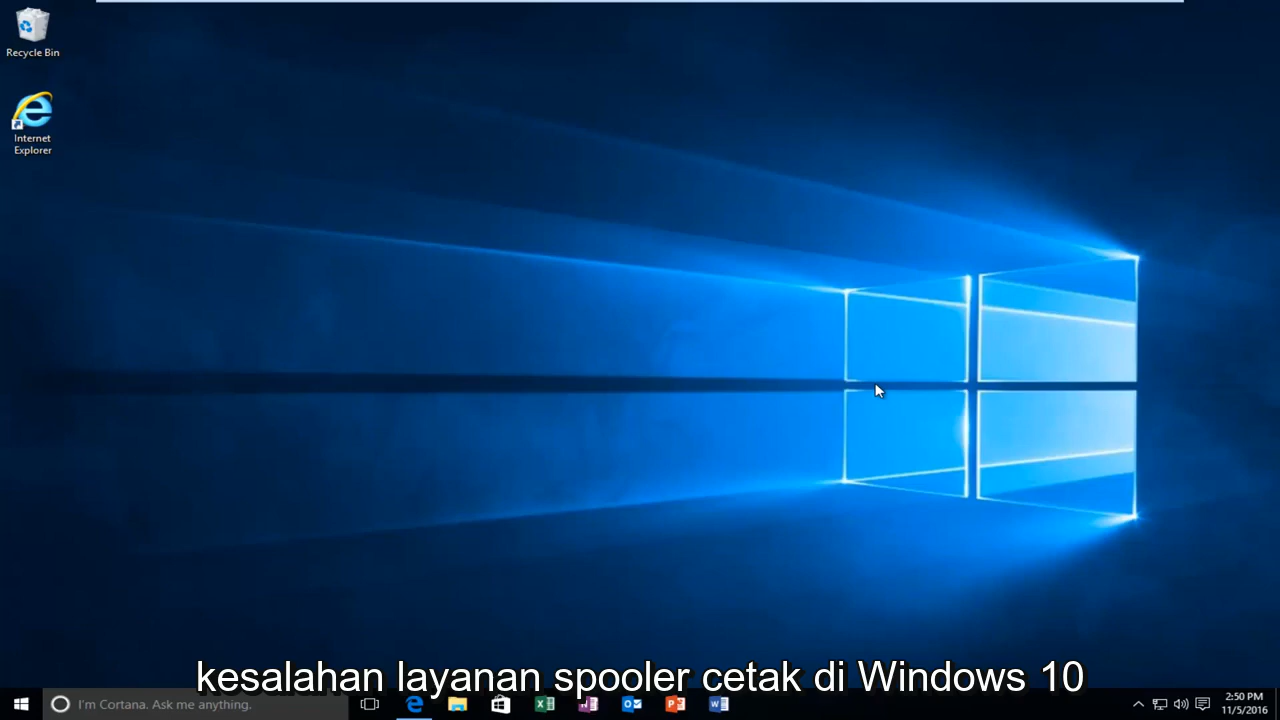 Recycle Bin
Internet
Explorer
kesalahan layanan spooler cetak di Windows 10
I'm Cortana. Ask me anything.
2:50 PM
11/5/2016